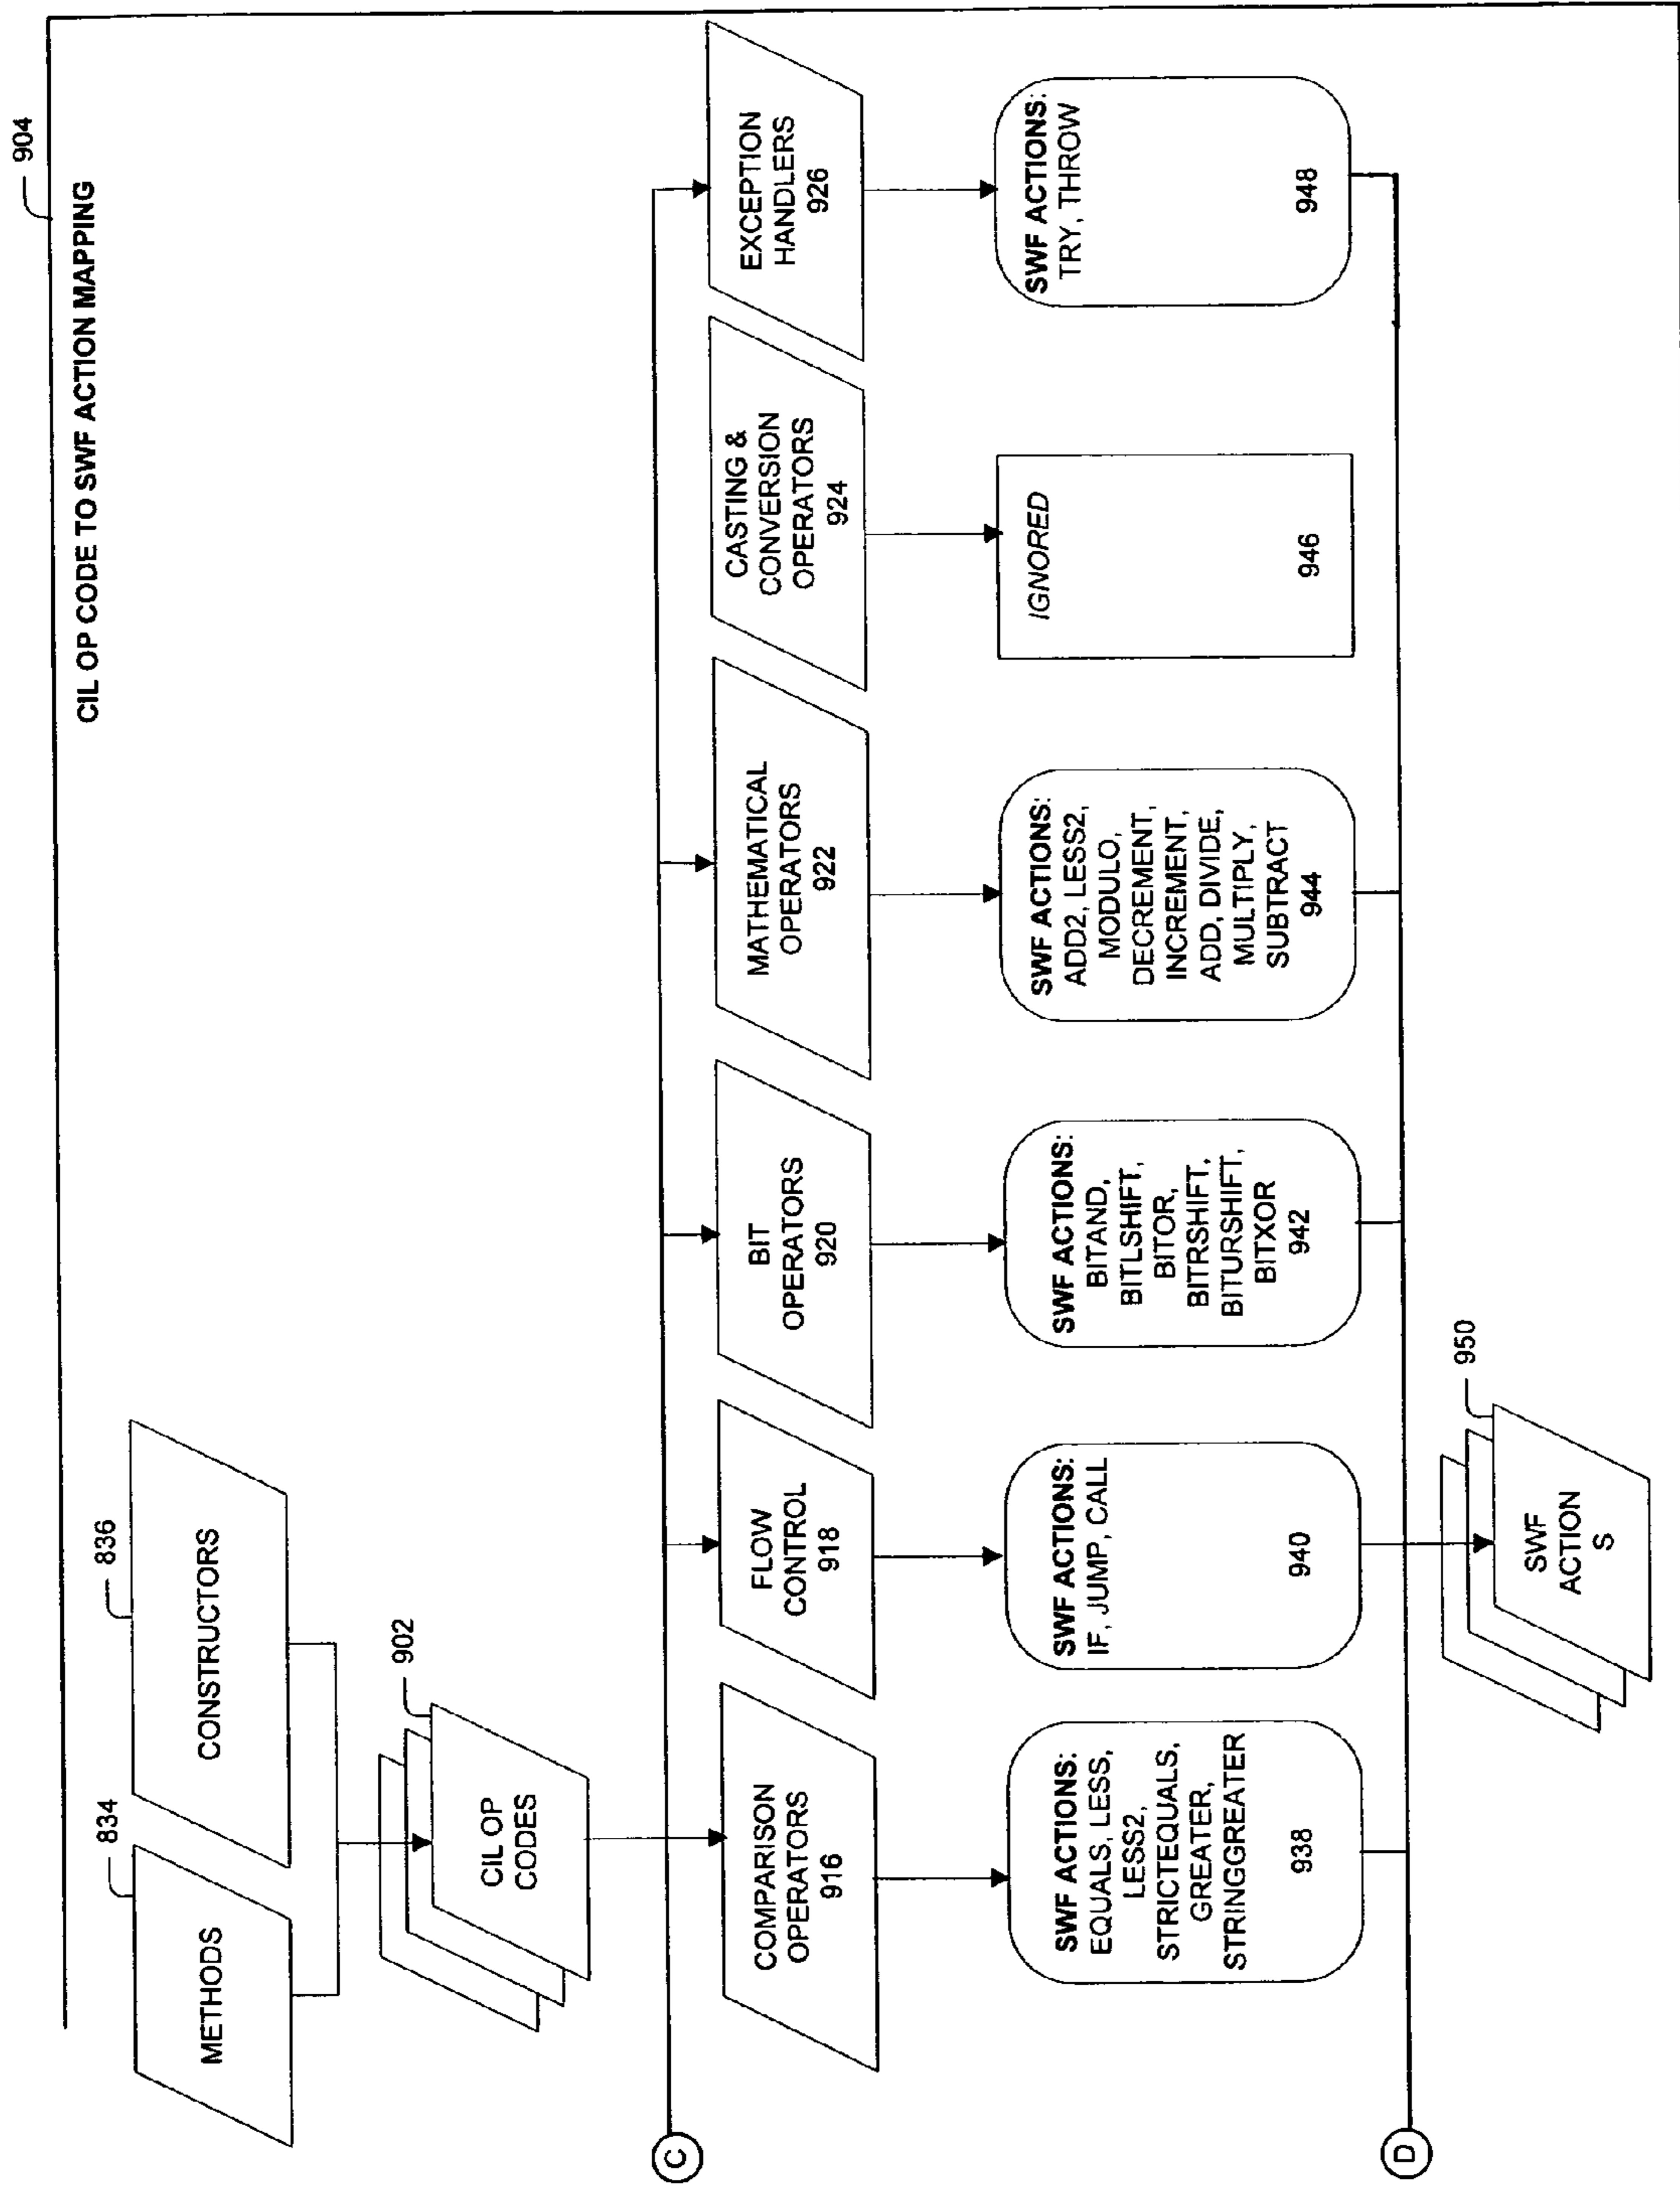 904
CIL OP CODE TO SWF ACTION MAPPING
834
METHODS
836
CONSTRUCTORS
902
CIL OP
CODES
C
COMPARISON
OPERATORS
916
FLOW
CONTROL
918
BIT
OPERATORS
920
MATHEMATICAL
OPERATORS
922
CASTING &
CONVERSION
OPERATORS
924
EXCEPTION
HANDLERS
926
SWF ACTIONS:
EQUALS, LESS,
LESS2,
STRICTEQUALS,
GREATER,
STRINGGREATER
938
SWF ACTIONS:
IF, JUMP, CALL
940
SWF ACTIONS:
BITAND,
BITLSHIFT,
BITOR,
BITRSHIFT,
BITURSHIFT,
BITXOR
942
SWF ACTIONS:
ADD2, LESS2,
MODULO,
DECREMENT,
INCREMENT,
ADD, DIVIDE,
MULTIPLY,
SUBTRACT
944
IGNORED
946
SWF ACTIONS:
TRY, THROW
948
D
950
SWF
ACTION
S